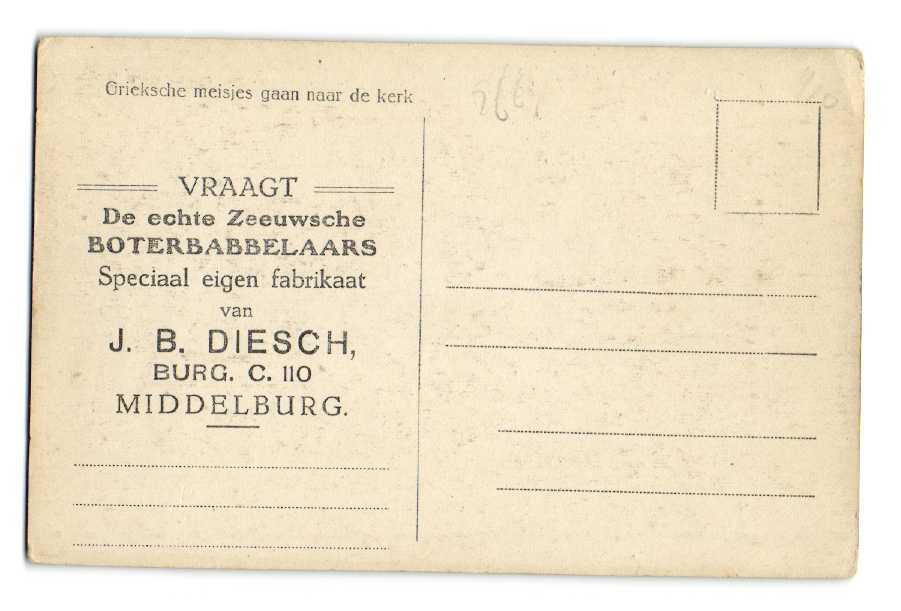 Grieksche meisjes gaan naar de kerk
VRAAGT
De echte Zeeuwsche
BOTERBABBELAARS
Speciaal eigen fabrikaat
van
J. B. DIESCH,
BURG. C. 110
MIDDELBURG.